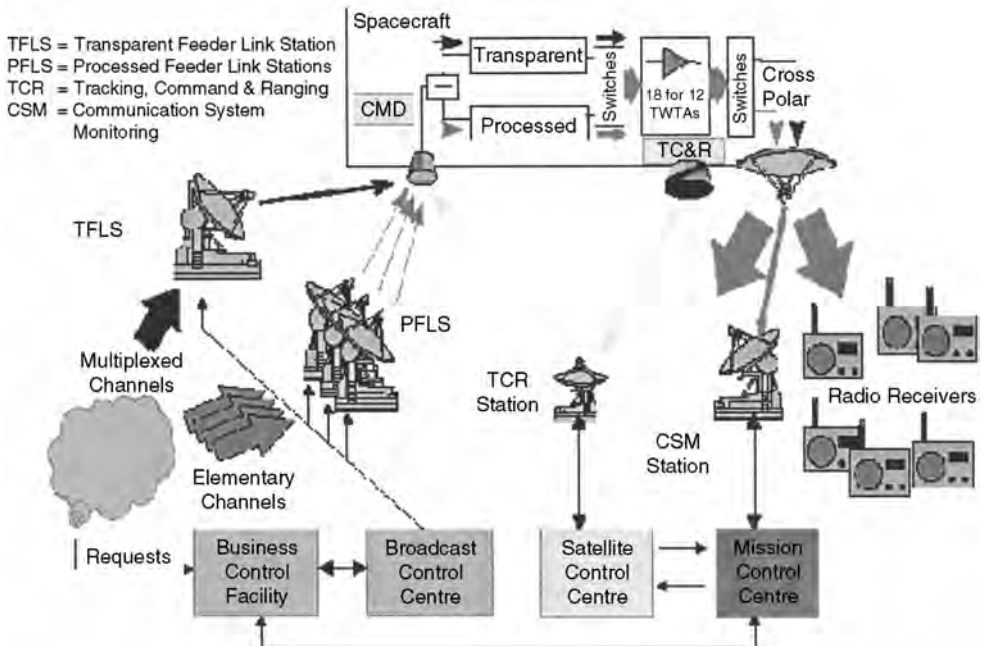 TFLS = Transparent Feeder Link Station
PFLS = Processed Feeder Link Stations
TCR = Tracking, Command & Ranging
CSM = Communication System
Monitoring
Spacecraft
Transparent
CMD
Processed
Switches
18 for 12
TWTAs
Switches
Cross
Polar
TC&R
TFLS
PFLS
Multiplexed
Channels
Elementary
Channels
TCR
Station
CSM
Station
Radio Receivers
Requests
Business
Control
Facility
Broadcast
Control
Centre
Satellite
Control
Centre
Mission
Control
Centre